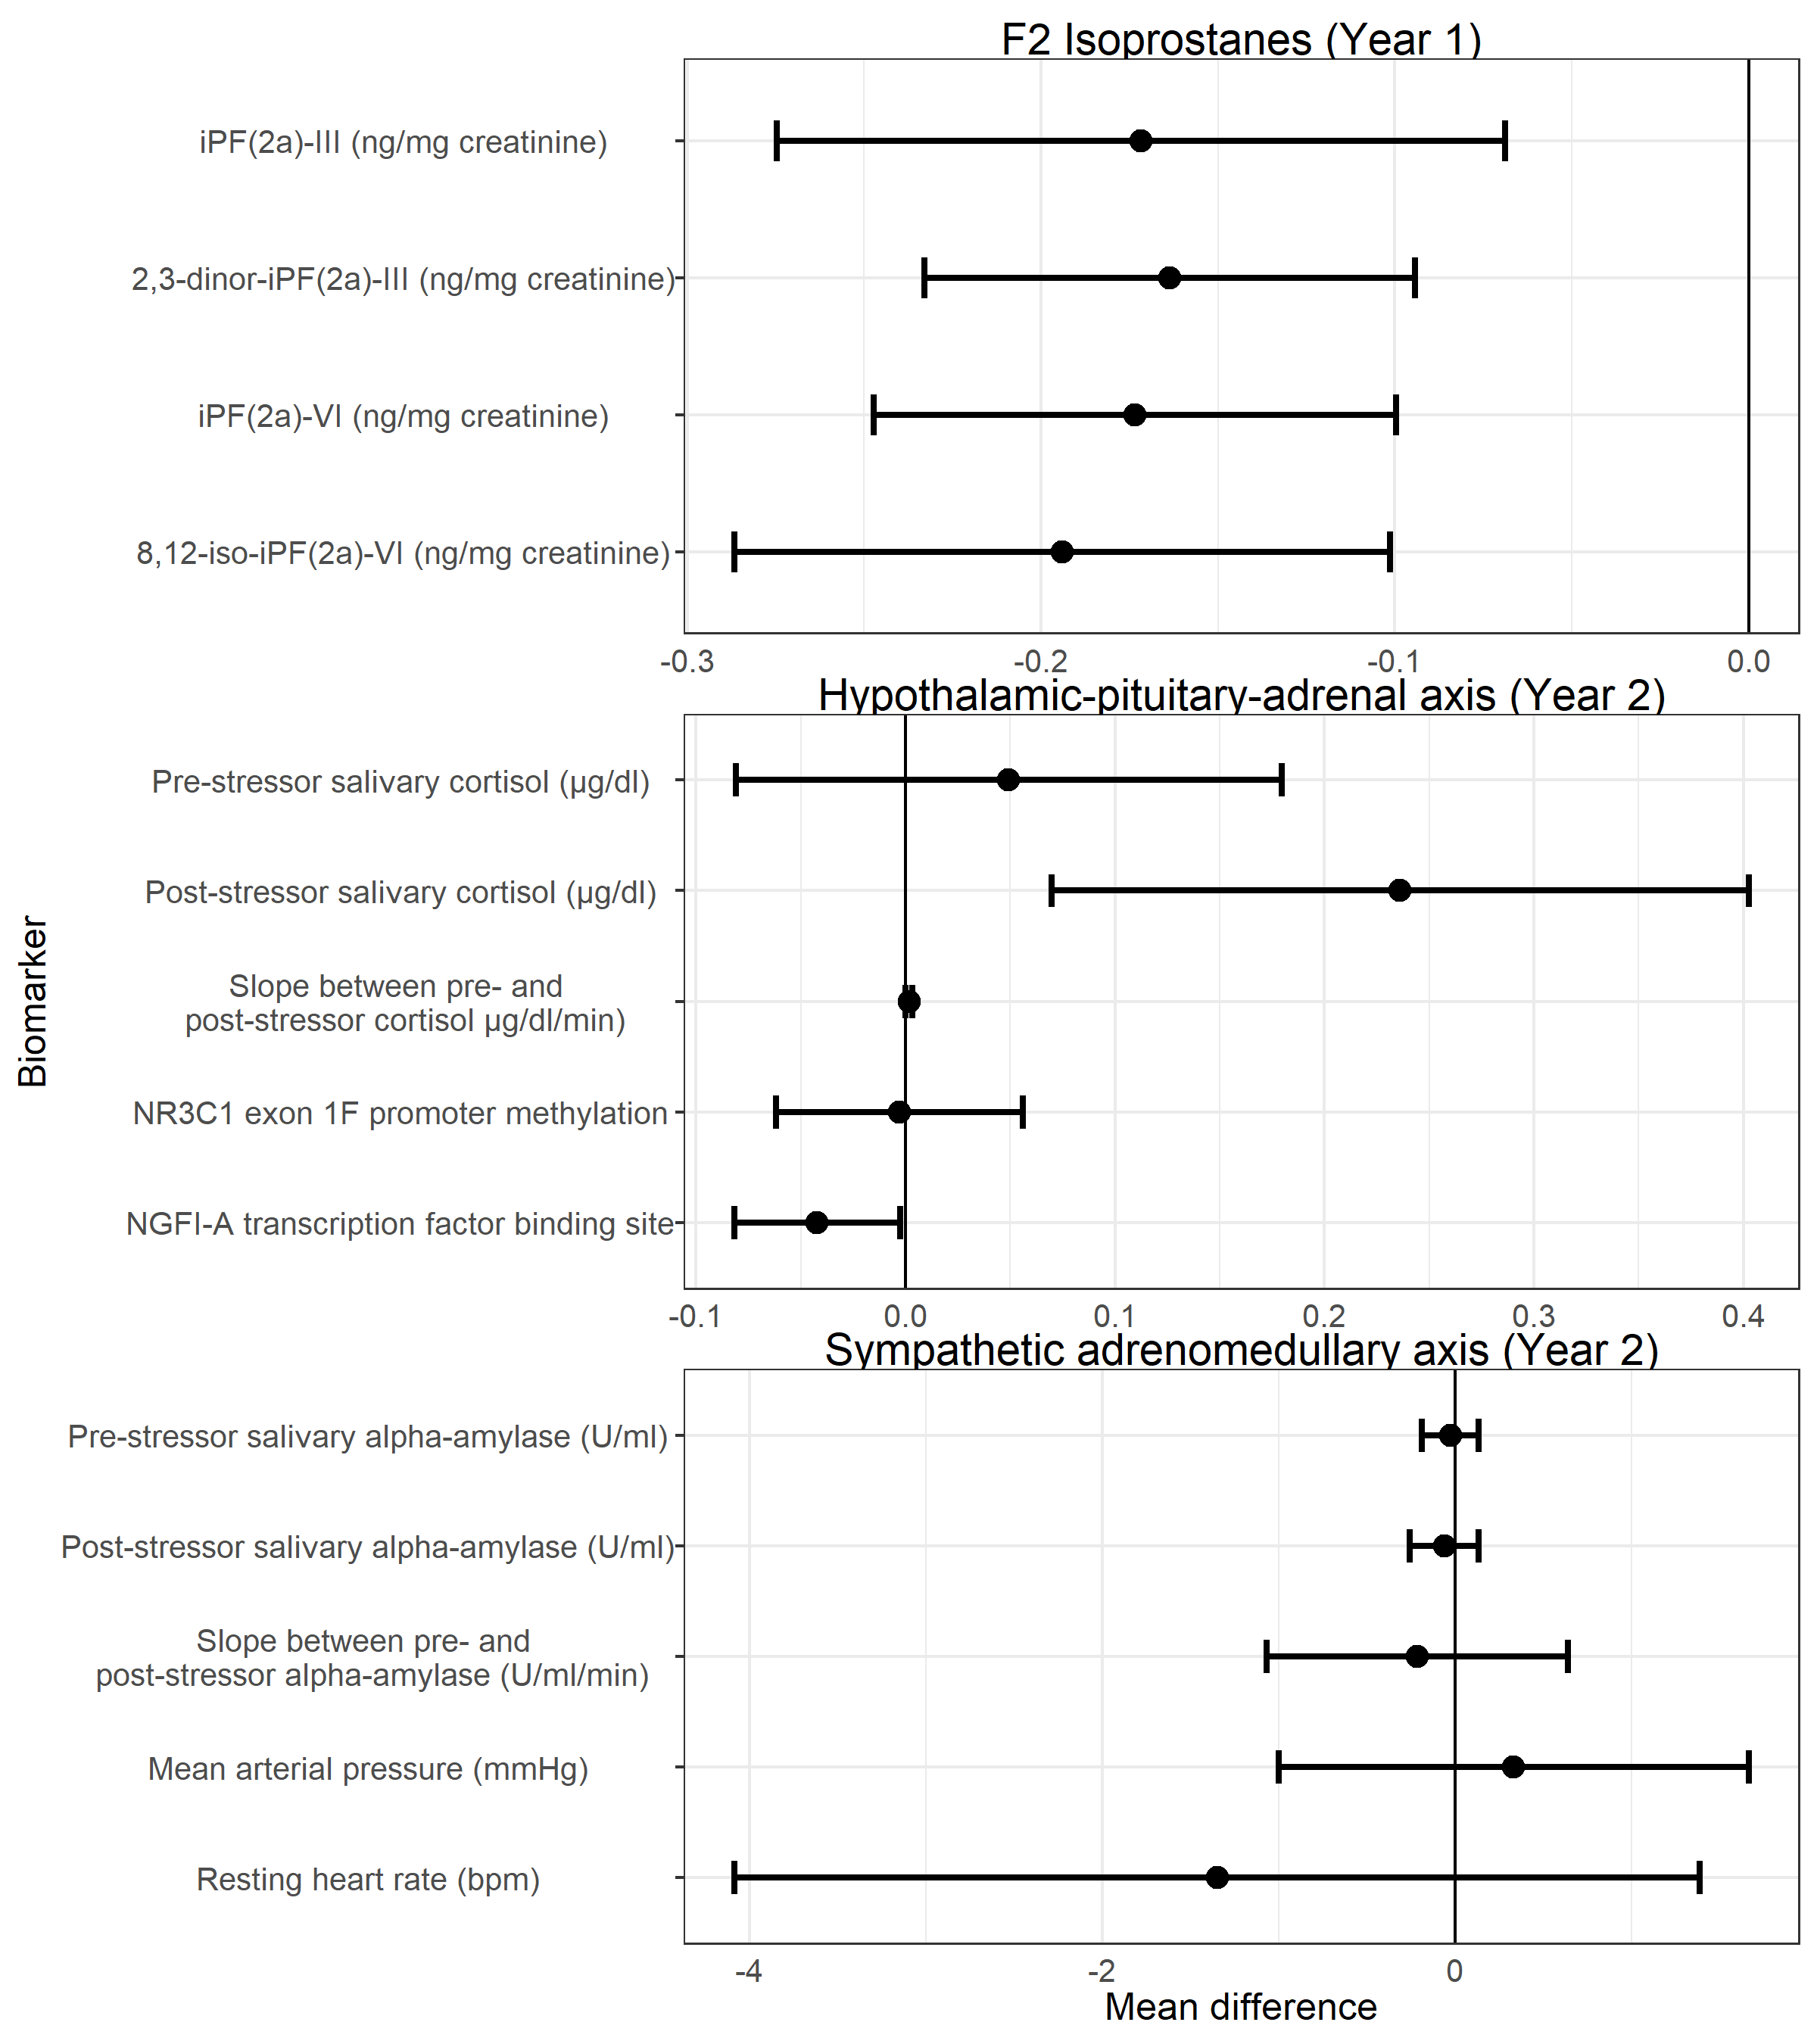 F2 Isoprostanes (Year 1)
iPF(2a)-III (ng/mg creatinine)
2,3-dinor-iPF(2a)-III (ng/mg creatinine)
iPF(2a)-VI (ng/mg creatinine)
8,12-iso-iPF(2a)-VI (ng/mg creatinine)
-0.3 -0.2 -0.1 0.0
Hypothalamic-pituitary-adrenal axis (Year 2)
Pre-stressor salivary cortisol (μg/dl)
Post-stressor salivary cortisol (μg/dl)
Slope between pre- and
post-stressor cortisol μg/dl/min)
NR3C1 exon 1F promoter methylation
NGFI-A transcription factor binding site
-0.1 0.0 0.1 0.2 0.3 0.4
Biomarker
Sympathetic adrenomedullary axis (Year 2)
Pre-stressor salivary alpha-amylase (U/ml)
Post-stressor salivary alpha-amylase (U/ml)
Slope between pre- and
post-stressor alpha-amylase (U/ml/min)
Mean arterial pressure (mmHg)
Resting heart rate (bpm)
-4 -2 0
Mean difference